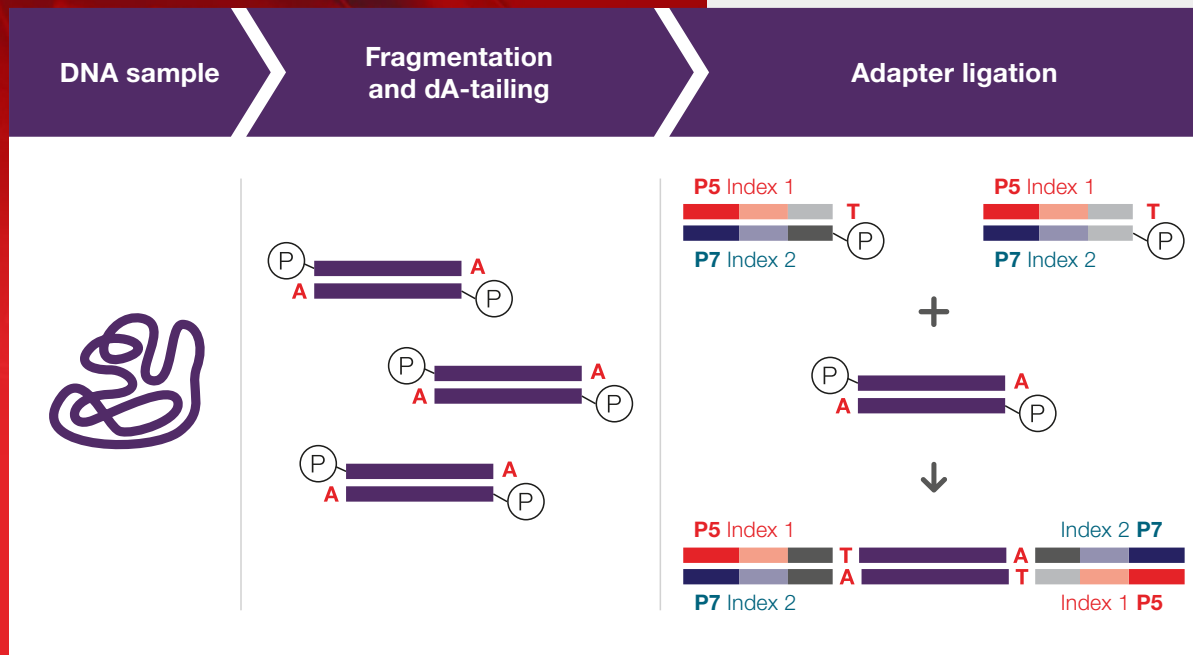 DNA sample
Fragmentation
and dA-tailing
Adapter ligation
P
A
A
P
P
A
A
P
P
A
A
P
P5 Index 1
T
P
P7 Index 2
P5 Index 1
T
P
P7 Index 2
+
P
A
A
P
P5 Index 1
Index 2 P7
T
A
A
T
P7 Index 2
Index 1 P5